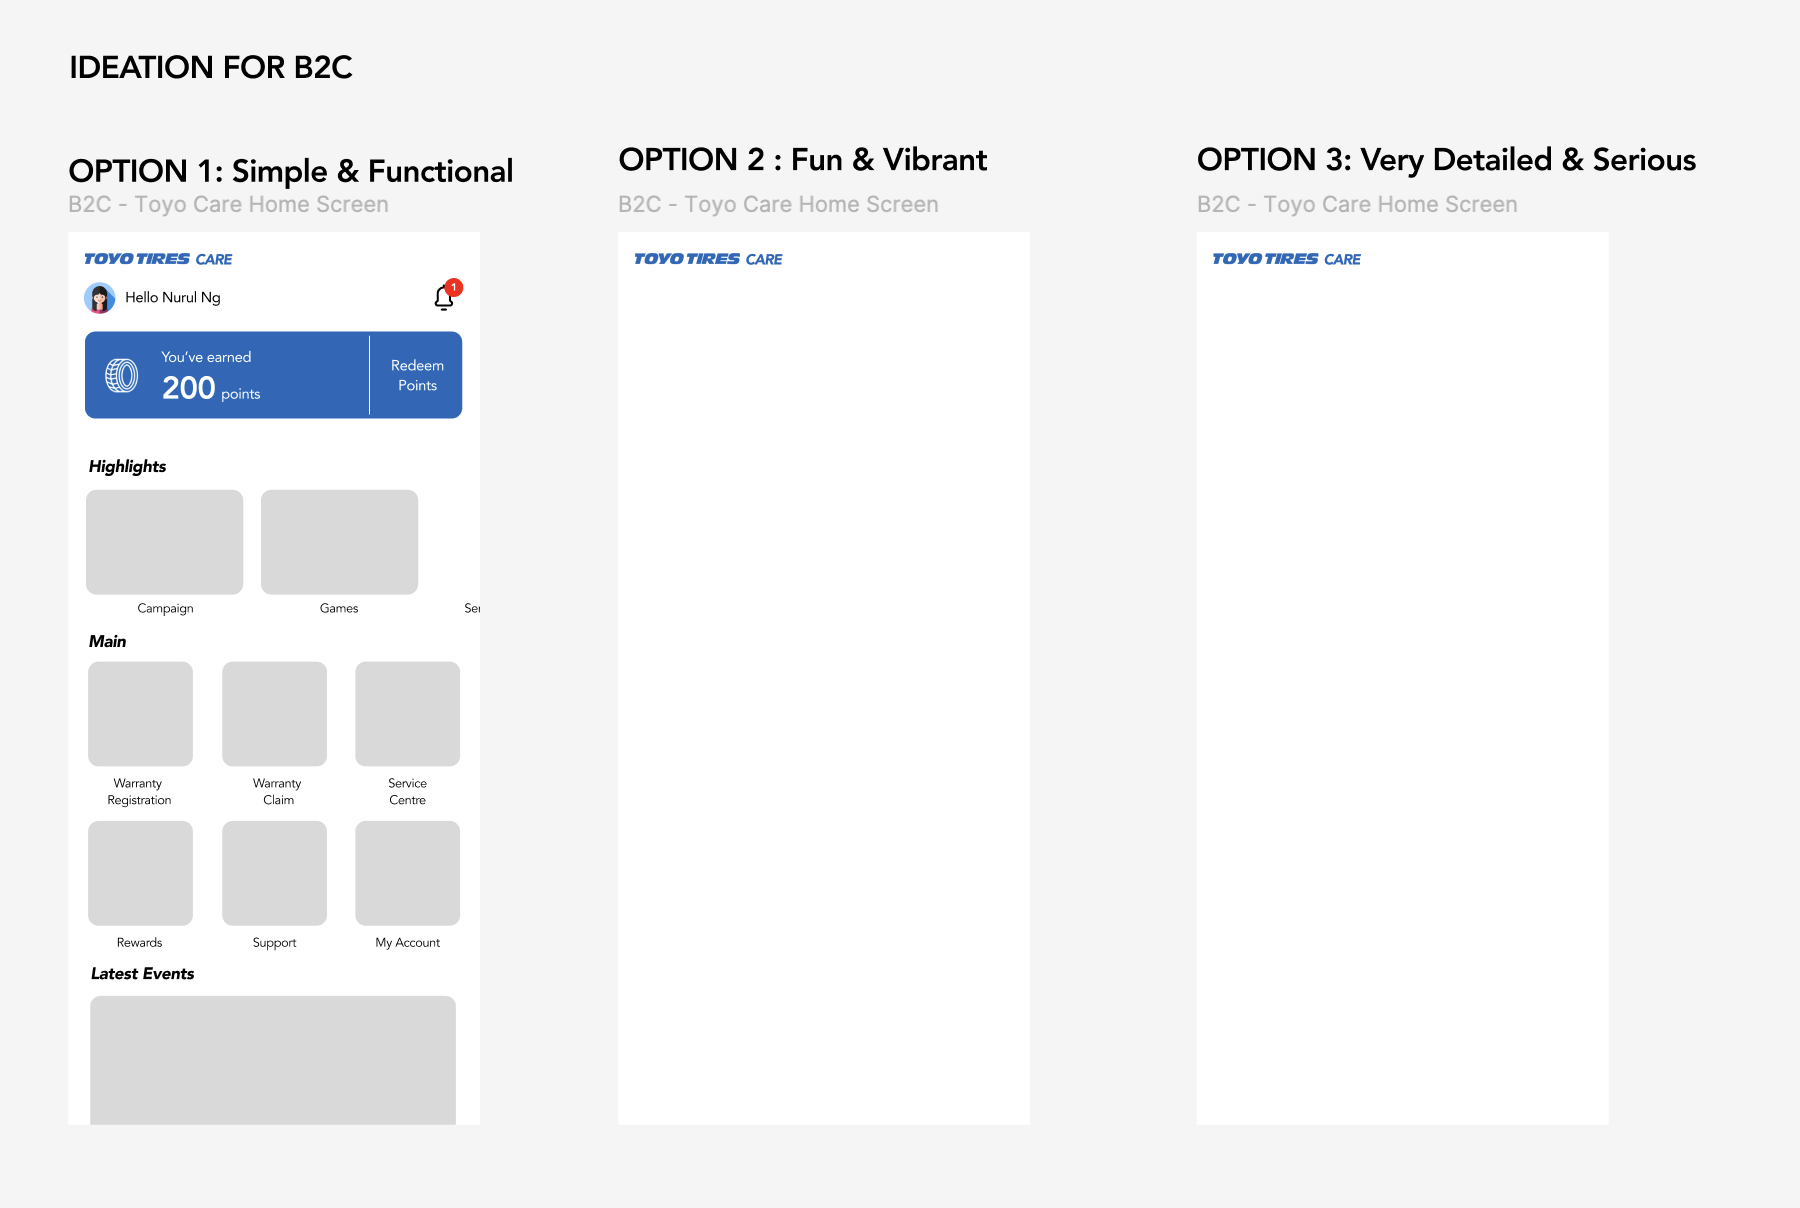 IDEATION FOR B2C
OPTION 1: Simple & Functional
B2C - Toyo Care Home Screen
TOYO TIRES CARE
Hello Nurul Ng
1
You've earned
200 points
Redeem
Points
Highlights
Campaign
Games
Ser
Main
Warranty
Registration
Warranty
Claim
Service
Centre
Rewards
Support
My Account
Latest Events
OPTION 2 : Fun & Vibrant
B2C - Toyo Care Home Screen
TOYO TIRES CARE
OPTION 3: Very Detailed & Serious
B2C - Toyo Care Home Screen
TOYO TIRES CARE